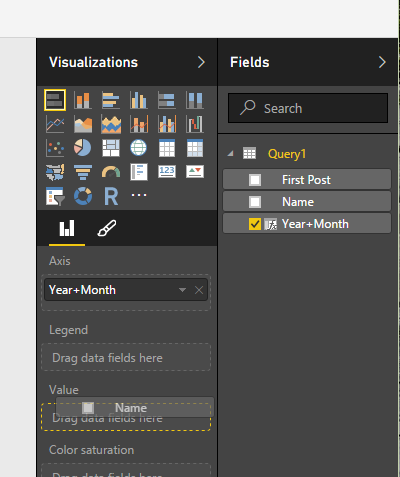 Visualizations
Fields
Search
Query1
First Post
Name
Year+Month
R
123
Axis
Year+Month
Legend
Drag data fields here
Value
Name
Drag data fields here
Color saturation
Drag data fields here